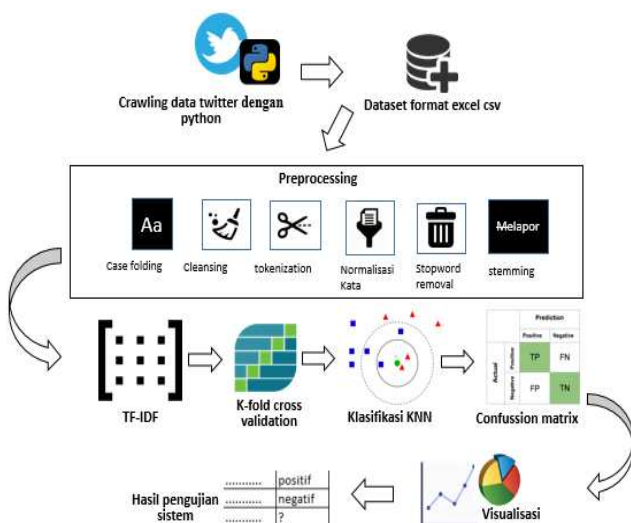 Crawling data twitter dengan
python
Dataset format excel csv
Preprocessing
Aa
Melapor
Case folding
Cleansing
tokenization
Normalisasi
Kata
Stopword
removal
stemming
TF-IDF
K-fold cross
validation
Klasifikasi KNN
Prediction
Positive Negative
Actual
Positive
TP FN
Negative
FP TN
Confussion matrix
Hasil pengujian
sistem
........... positif
........... negatif
........... ?
Visualisasi